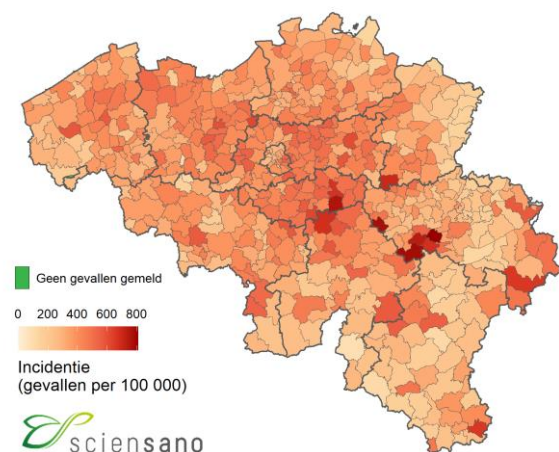 Geen gevallen gemeld
0 200 400 600 800
Incidentie
(gevallen per 100 000)
sciensano